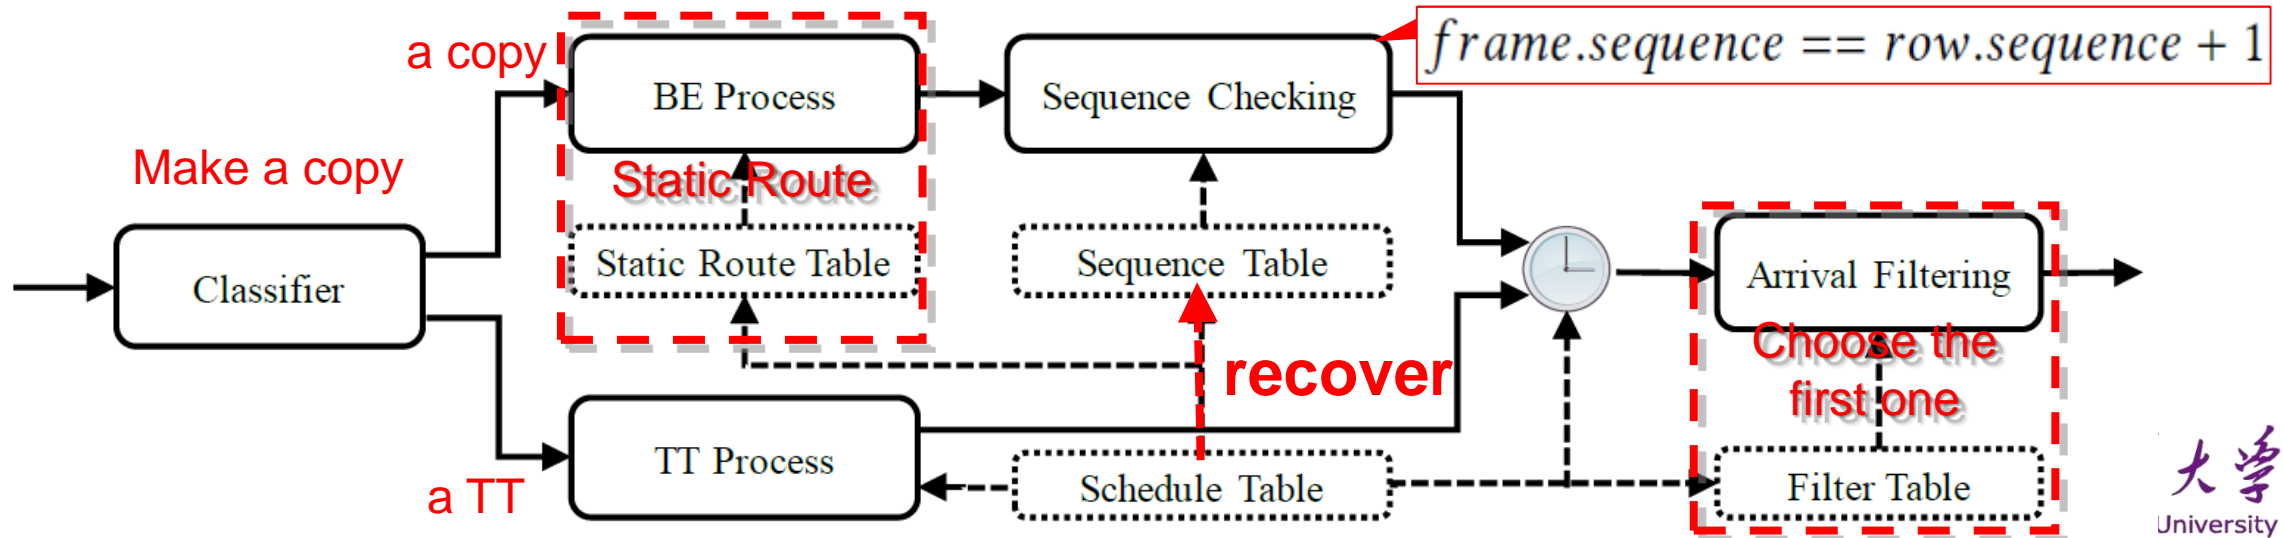 a copy
BE Process
Sequence Checking
frame.sequence == row.sequence + 1
Make a copy
Static Route
Classifier
Static Route Table
Sequence Table
Arrival Filtering
Choose the
first one
recover
a TT
TT Process
Schedule Table
Filter Table
大学
University